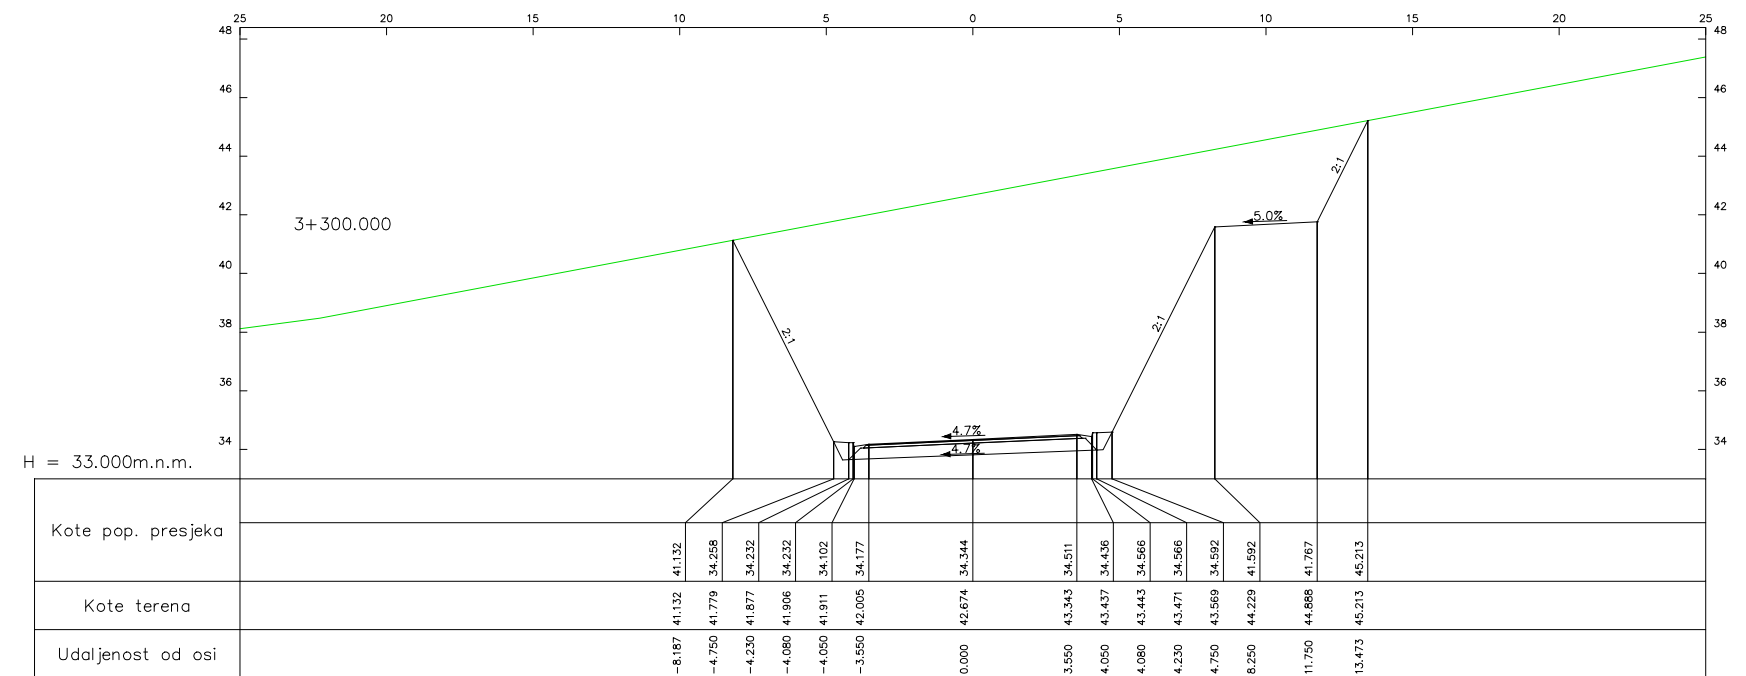 25 20 15 10 5 0 5 10 15 20 25
48 48
46 46
44 44
2:1
42 5.0% 42
3+300.000
40 40
2:1 2:1
38 38
36 36
34 4.7% 34
4.7%
H = 33.000m.n.m.
Kote pop. presjeka 41.132 34.258 34.232 34.232 34.102 34.177 34.344 34.511 34.436 34.566 34.566 34.592 41.592 41.767 45.213
Kote terena 41.132 41.779 41.877 41.906 41.911 42.005 42.674 43.343 43.437 43.443 43.471 43.569 44.229 44.888 45.213
Udaljenost od osi -8.187 -4.750 -4.230 -4.080 -4.050 -3.550 0.000 3.550 4.050 4.080 4.230 4.750 8.250 11.750 13.473